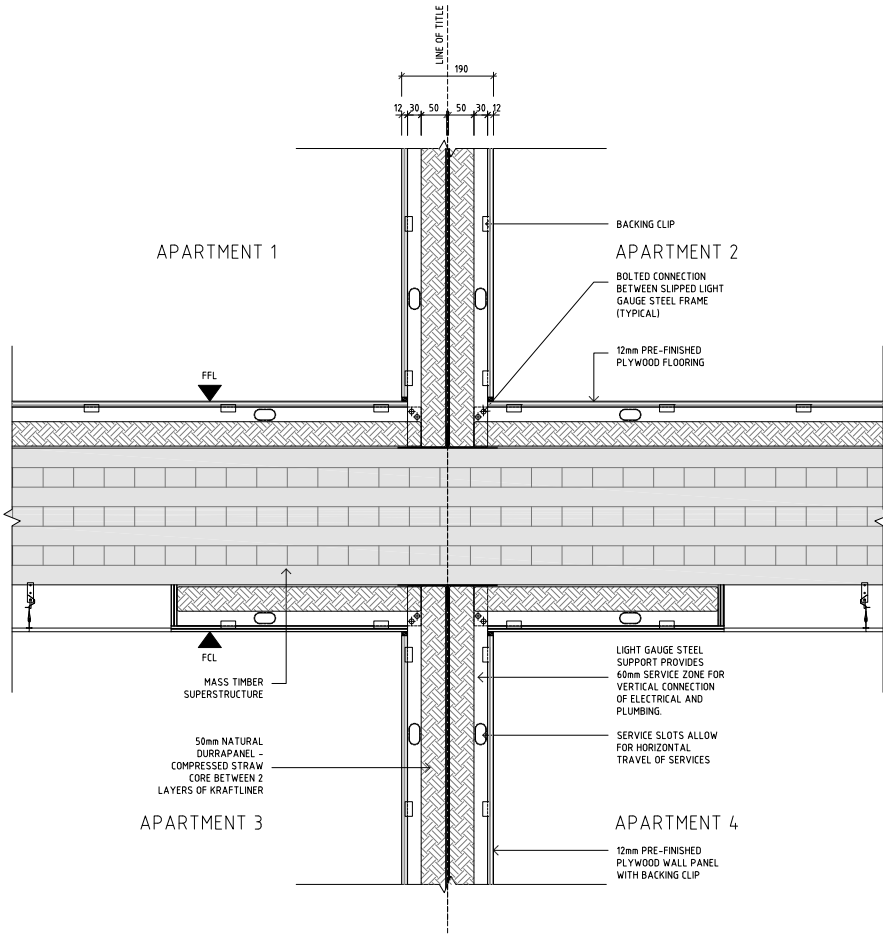 LINE OF TITLE
190
12 30 50 50 30 12
BACKING CLIP
APARTMENT 1
APARTMENT 2
BOLTED CONNECTION
BETWEEN SLIPPED LIGHT
GAUGE STEEL FRAME
(TYPICAL)
12mm PRE-FINISHED
PLYWOOD FLOORING
FFL
FCL
MASS TIMBER
SUPERSTRUCTURE
LIGHT GAUGE STEEL
SUPPORT PROVIDES
60mm SERVICE ZONE FOR
VERTICAL CONNECTION
OF ELECTRICAL AND
PLUMBING.
50mm NATURAL
DURRAPANEL -
COMPRESSED STRAW
CORE BETWEEN 2
LAYERS OF KRAFTLINER
SERVICE SLOTS ALLOW
FOR HORIZONTAL
TRAVEL OF SERVICES
APARTMENT 3
APARTMENT 4
12mm PRE-FINISHED
PLYWOOD WALL PANEL
WITH BACKING CLIP